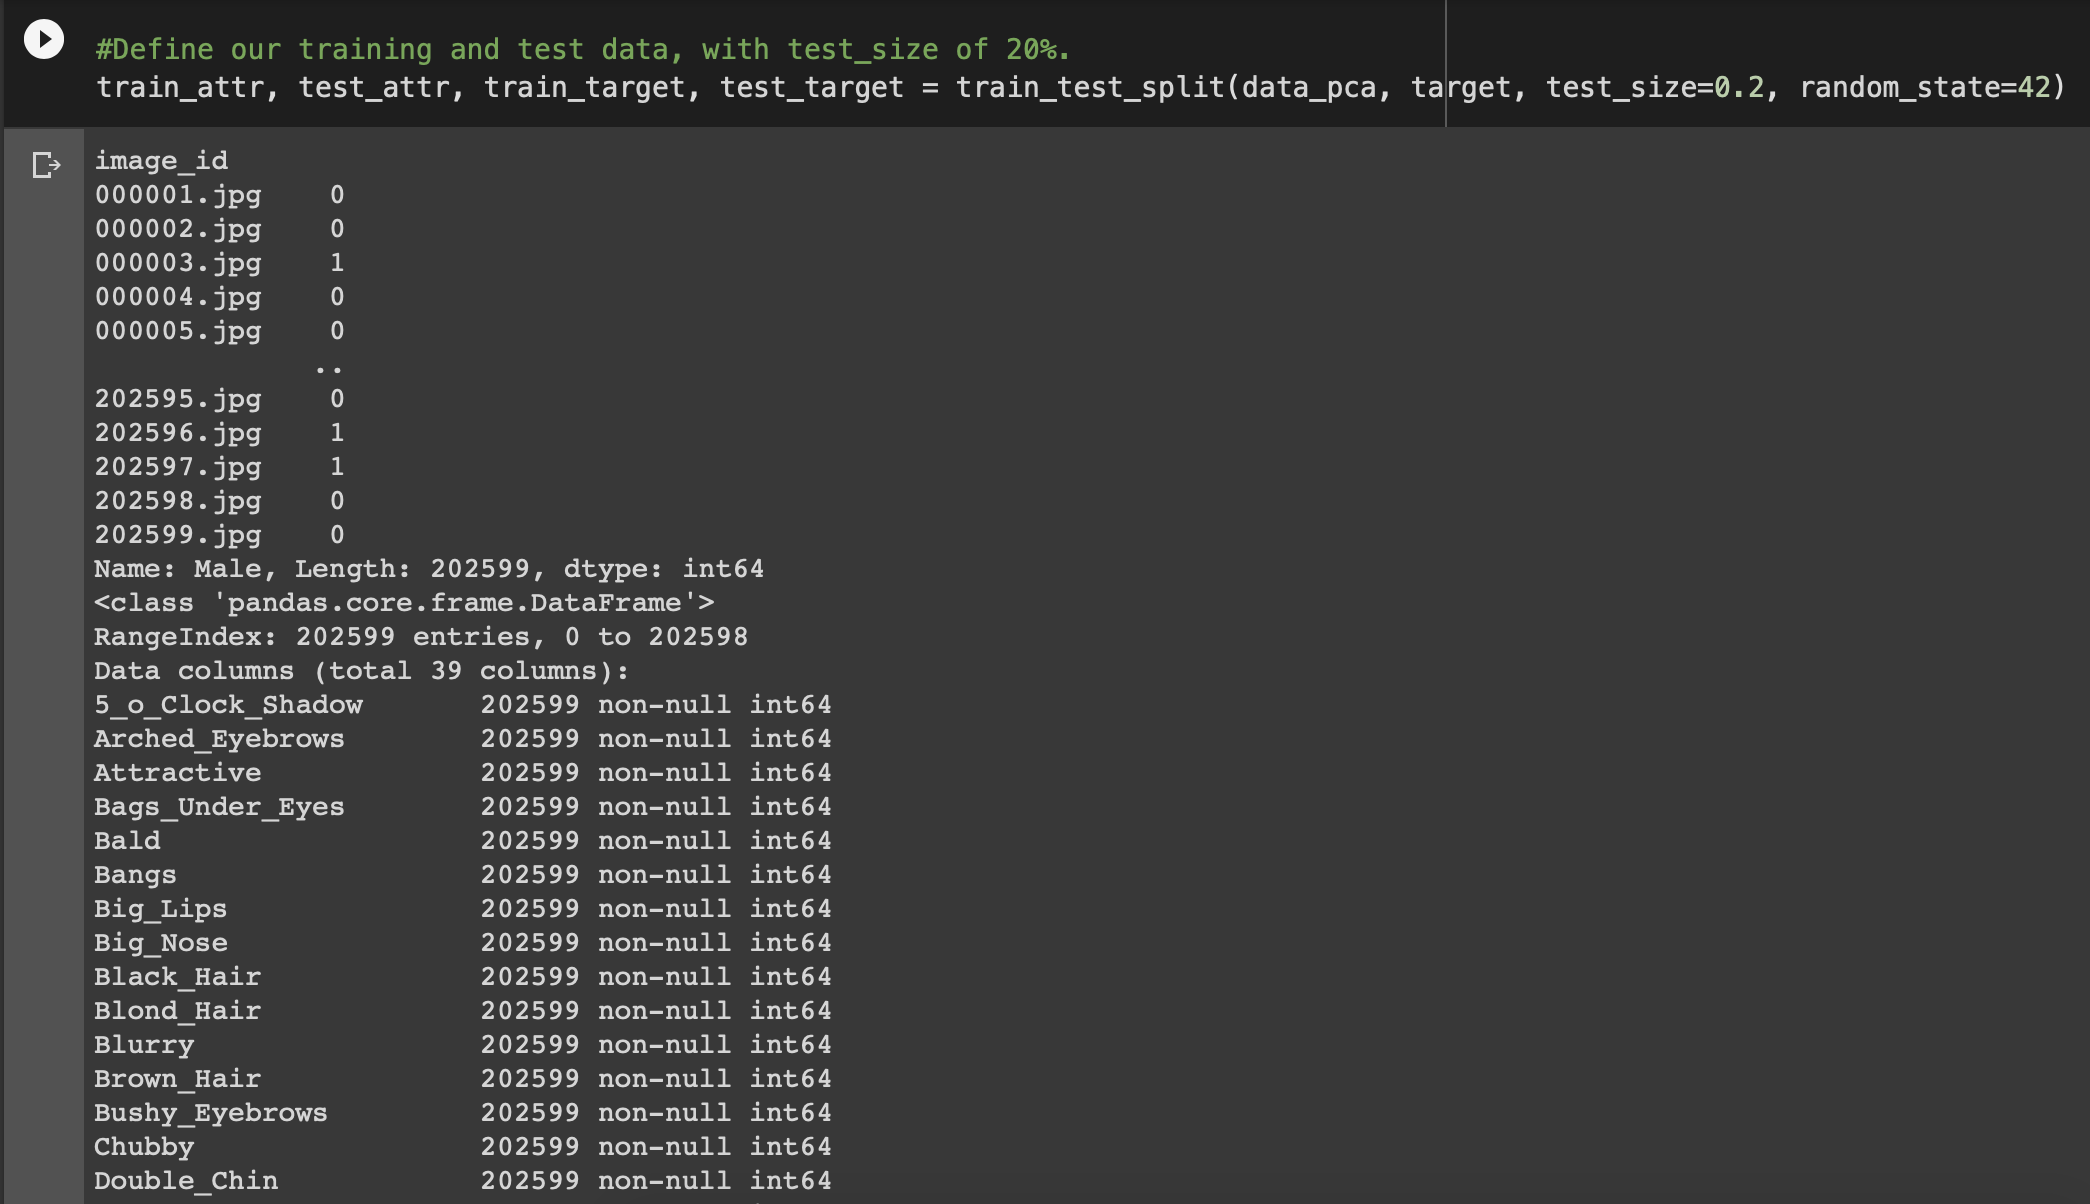 #Define our training and test data, with test_size of 20%.
train_attr, test_attr, train_target, test_target = train_test_split(data_pca, target, test_size=0.2, random_state=42)
image_id
000001.jpg    0
000002.jpg    0
000003.jpg    1
000004.jpg    0
000005.jpg    0
..
202595.jpg    0
202596.jpg    1
202597.jpg    1
202598.jpg    0
202599.jpg    0
Name: Male, Length: 202599, dtype: int64
<class 'pandas.core.frame.DataFrame'>
RangeIndex: 202599 entries, 0 to 202598
Data columns (total 39 columns):
5_o_Clock_Shadow       202599 non-null int64
Arched_Eyebrows        202599 non-null int64
Attractive             202599 non-null int64
Bags_Under_Eyes        202599 non-null int64
Bald                   202599 non-null int64
Bangs                  202599 non-null int64
Big_Lips               202599 non-null int64
Big_Nose               202599 non-null int64
Black_Hair             202599 non-null int64
Blond_Hair             202599 non-null int64
Blurry                 202599 non-null int64
Brown_Hair             202599 non-null int64
Bushy_Eyebrows         202599 non-null int64
Chubby                 202599 non-null int64
Double_Chin            202599 non-null int64